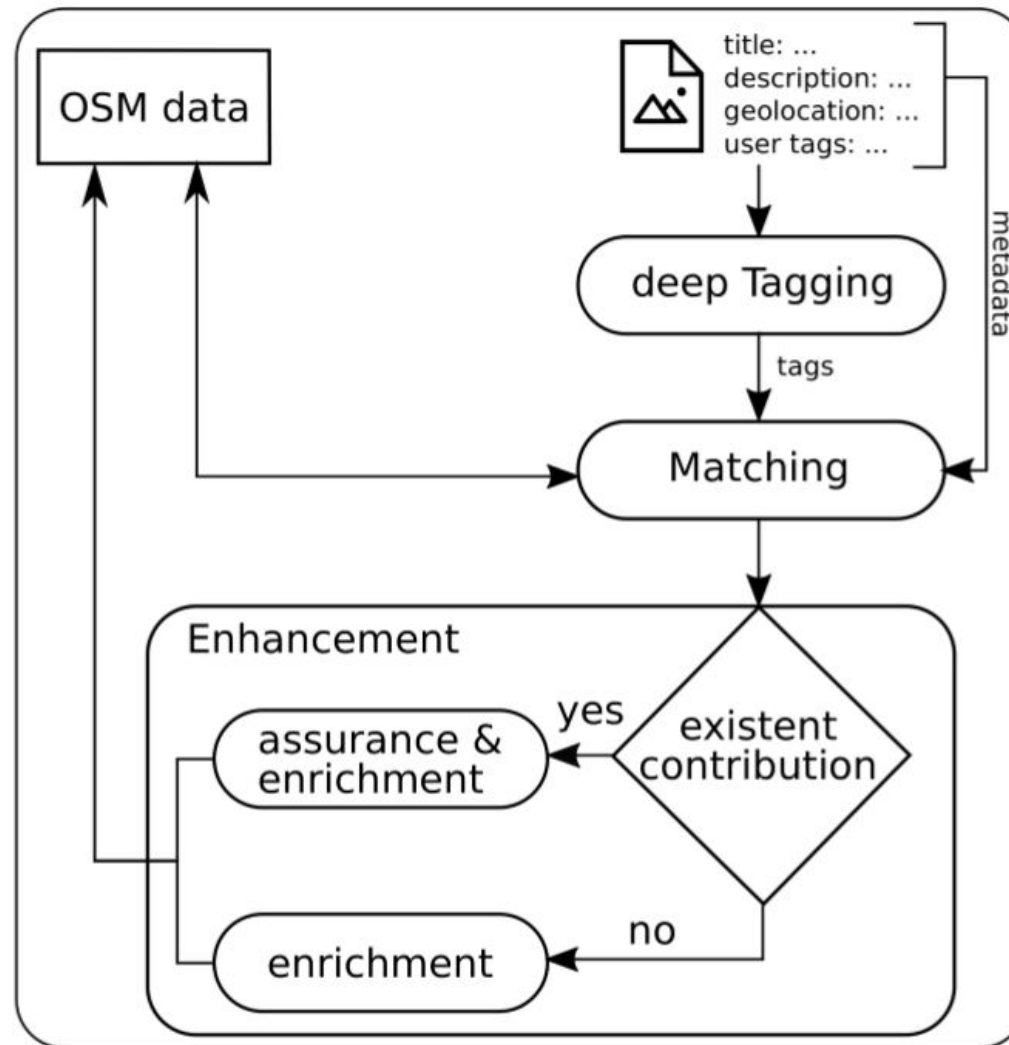 OSM data
title: ...
description: ...
geolocation: ...
user tags: ...
metadata
deep Tagging
tags
Matching
Enhancement
existent
contribution
yes
assurance &
enrichment
no
enrichment